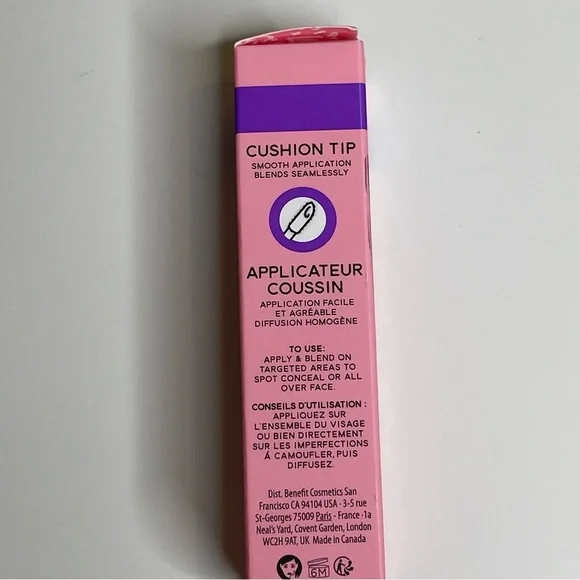 CUSHION TIP
SMOOTH APPLICATION
BLENDS SEAMLESSLY
APPLICATEUR
COUSSIN
APPLICATION FACILE
ET AGRÉABLE
DIFFUSION HOMOGÈNE
TO USE:
APPLY & BLEND ON
TARGETED AREAS TO
SPOT CONCEAL OR ALL
OVER FACE.
CONSEILS D'UTILISATION :
APPLIQUEZ SUR
L'ENSEMBLE DU VISAGE
OU BIEN DIRECTEMENT
SUR LES IMPERFECTIONS
Á CAMOUFLER, PUIS
DIFFUSEZ.
Dist. Benefit Cosmetics San
Francisco CA 94104 USA · 3-5 rue
St-Georges 75009 Paris - France ·1a
Neal's Yard, Covent Garden, London
WC2H 9AT, UK Made in Canada
6M